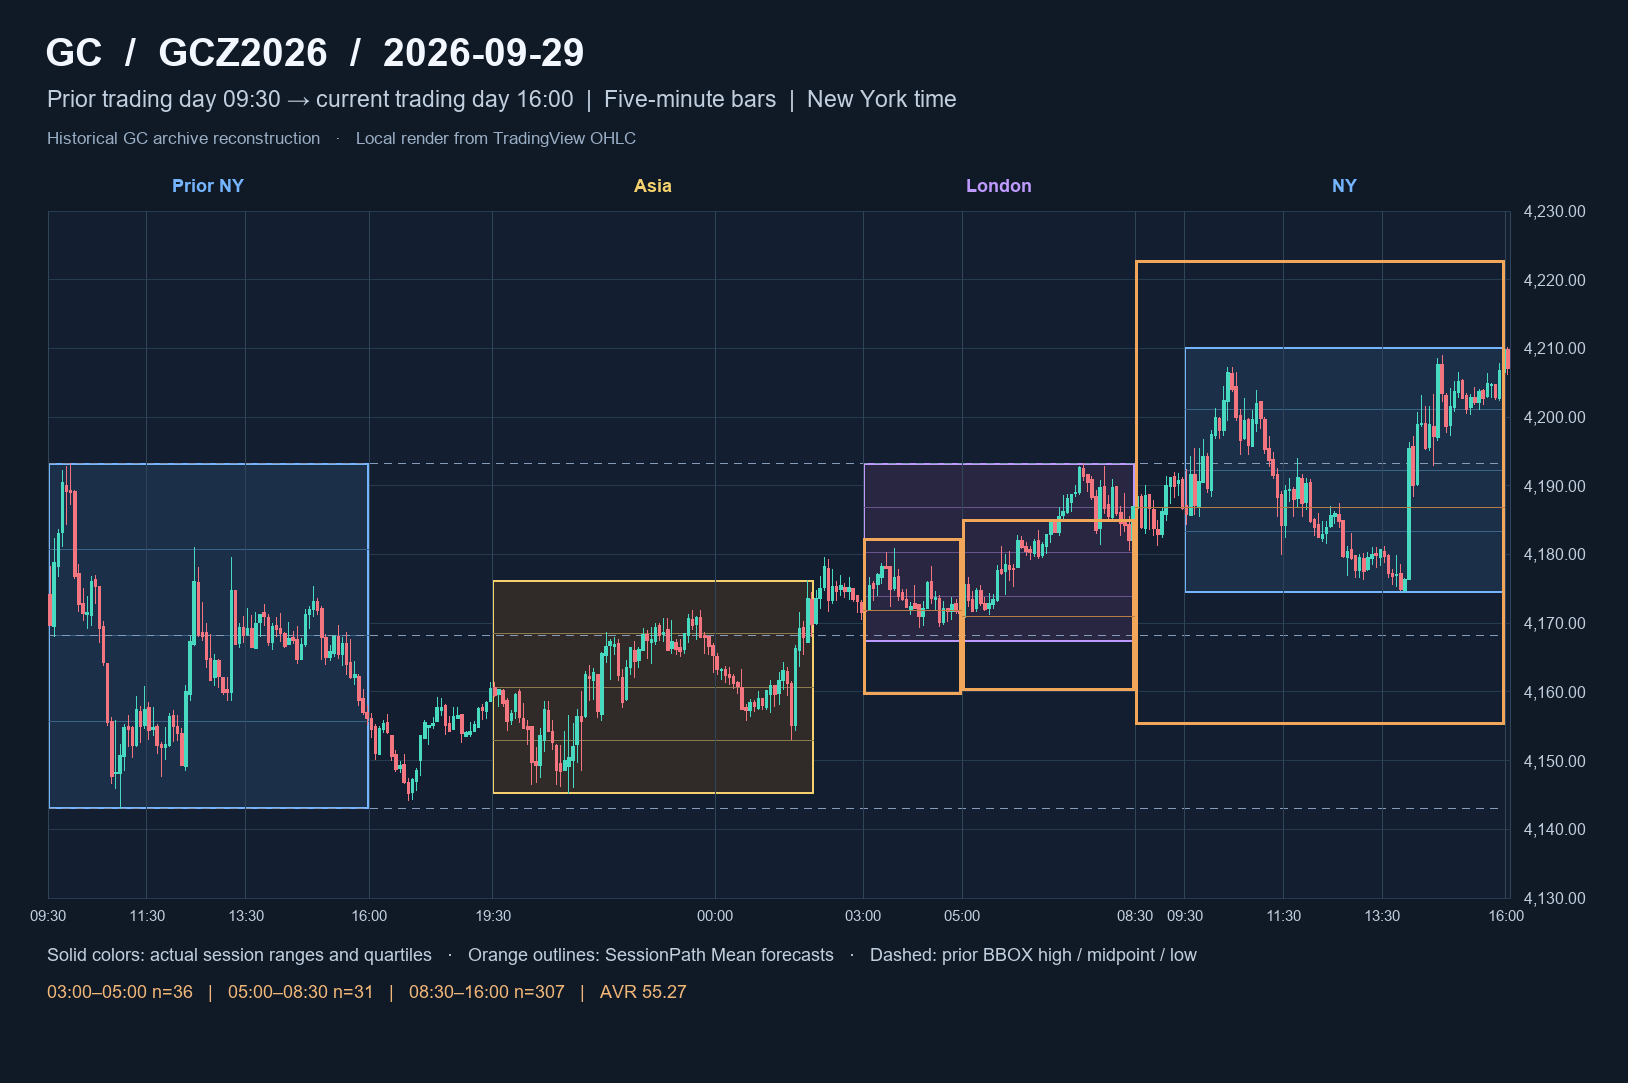 GC / GCZ2026 / 2026-09-29
Prior trading day 09:30 → current trading day 16:00 | Five-minute bars | New York time
Historical GC archive reconstruction · Local render from TradingView OHLC
Prior NY Asia London NY
4,230.00
4,220.00
4,210.00
4,200.00
4,190.00
4,180.00
4,170.00
4,160.00
4,150.00
4,140.00
4,130.00
09:30 11:30 13:30 16:00 19:30 00:00 03:00 05:00 08:30 09:30 11:30 13:30 16:00
Solid colors: actual session ranges and quartiles · Orange outlines: SessionPath Mean forecasts · Dashed: prior BBOX high / midpoint / low
03:00–05:00 n=36 | 05:00–08:30 n=31 | 08:30–16:00 n=307 | AVR 55.27